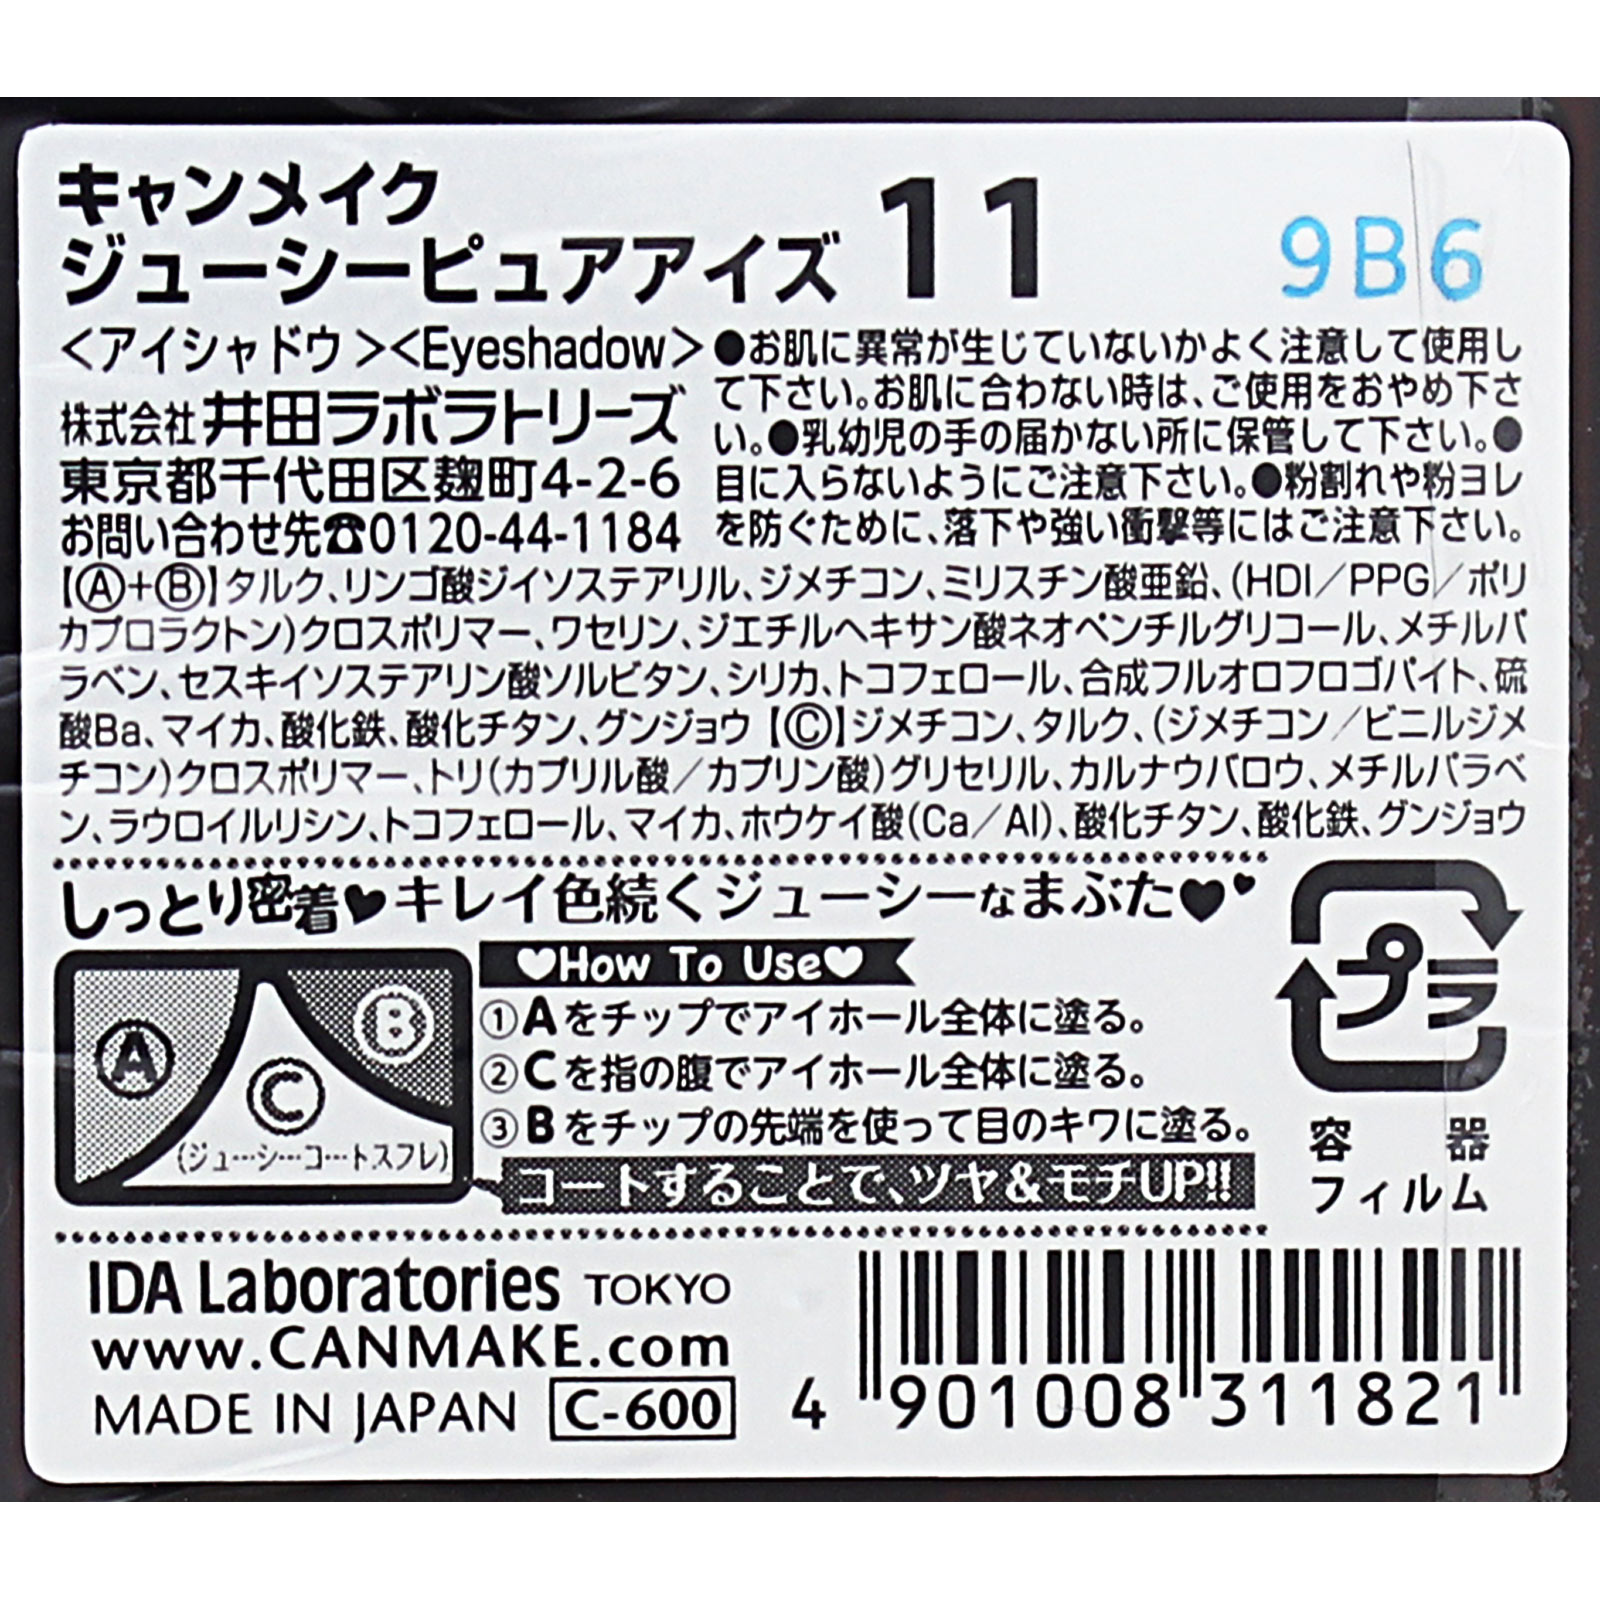 キャンメイク
ジューシーピュアアイズ 11
9B6
<アイシャドウ><Eyeshadow>
株式会社 井田ラボラトリーズ
東京都千代田区麹町4-2-6
お問い合わせ先☎0120-44-1184
●お肌に異常が生じていないかよく注意して使用し
て下さい。お肌に合わない時は、ご使用をおやめ下さ
い。●乳幼児の手の届かない所に保管して下さい。●
目に入らないようにご注意下さい。●粉割れや粉ヨレ
を防ぐために、落下や強い衝撃等にはご注意下さい。
【Ⓐ+Ⓑ】タルク、リンゴ酸ジイソステアリル、ジメチコン、ミリスチン酸亜鉛、(HDI/PPG/ポリ
カプロラクトン)クロスポリマー、ワセリン、ジエチルヘキサン酸ネオペンチルグリコール、メチルパ
ラベン、セスキイソステアリン酸ソルビタン、シリカ、トコフェロール、合成フルオロフロゴパイト、硫
酸Ba、マイカ、酸化鉄、酸化チタン、グンジョウ【Ⓒ】ジメチコン、タルク、(ジメチコン/ビニルジメ
チコン)クロスポリマー、トリ(カプリル酸/カプリン酸)グリセリル、カルナウバロウ、メチルパラベ
ン、ラウロイルリシン、トコフェロール、マイカ、ホウケイ酸(Ca/Al)、酸化チタン、酸化鉄、グンジョウ
しっとり密着♥キレイ色続くジューシーなまぶた♥♥
A
B
C
(ジューシーコートスフレ)
♡How To Use♡
①Aをチップでアイホール全体に塗る。
②Cを指の腹でアイホール全体に塗る。
③Bをチップの先端を使って目のキワに塗る。
コートすることで、ツヤ&モチUP!!
プラ
容器
フィルム
IDA Laboratories TOKYO
www.CANMAKE.com
MADE IN JAPAN C-600
4 901008 311821